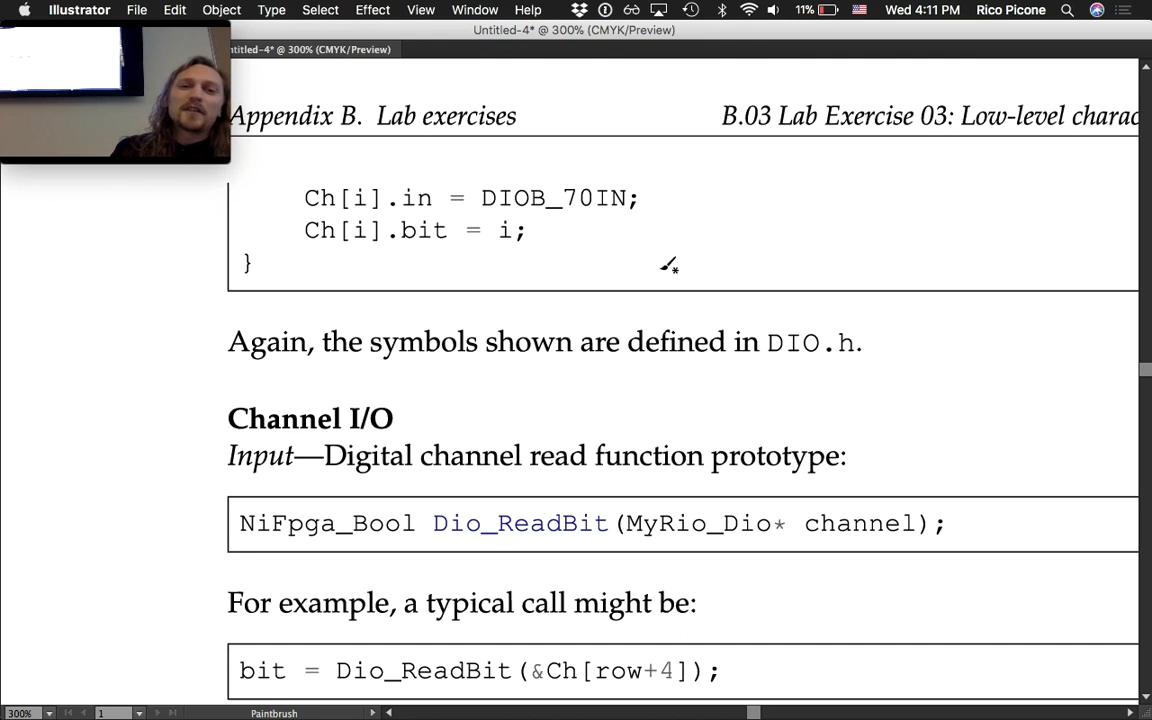 Illustrator File Edit Object Type Select Effect View Window Help 11% Wed 4:11 PM Rico Picone
Untitled-4* @ 300% (CMYK/Preview)
ntitled-4* @ 300% (CMYK/Preview)
Appendix B. Lab exercises B.03 Lab Exercise 03: Low-level charac
Ch[i].in = DIOB_70IN;
Ch[i].bit = i;
}
Again, the symbols shown are defined in DIO.h.
Channel I/O
Input—Digital channel read function prototype:
NiFpga_Bool Dio_ReadBit(MyRio_Dio* channel);
For example, a typical call might be:
bit = Dio_ReadBit(&Ch[row+4]);
300% 1 Paintbrush